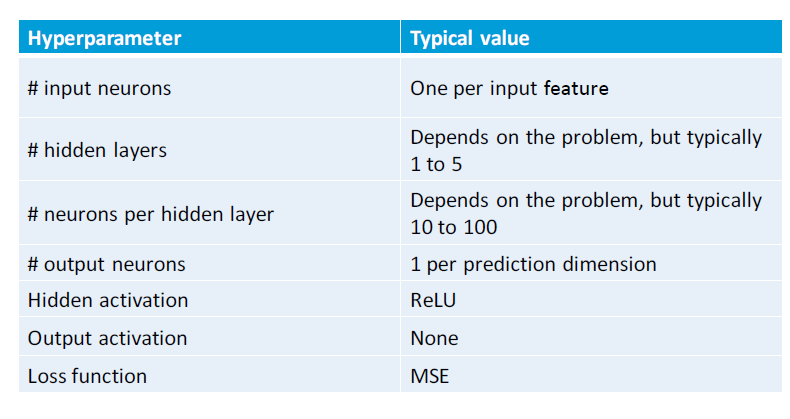 Hyperparameter Typical value
# input neurons One per input feature
# hidden layers Depends on the problem, but typically
1 to 5
# neurons per hidden layer Depends on the problem, but typically
10 to 100
# output neurons 1 per prediction dimension
Hidden activation ReLU
Output activation None
Loss function MSE